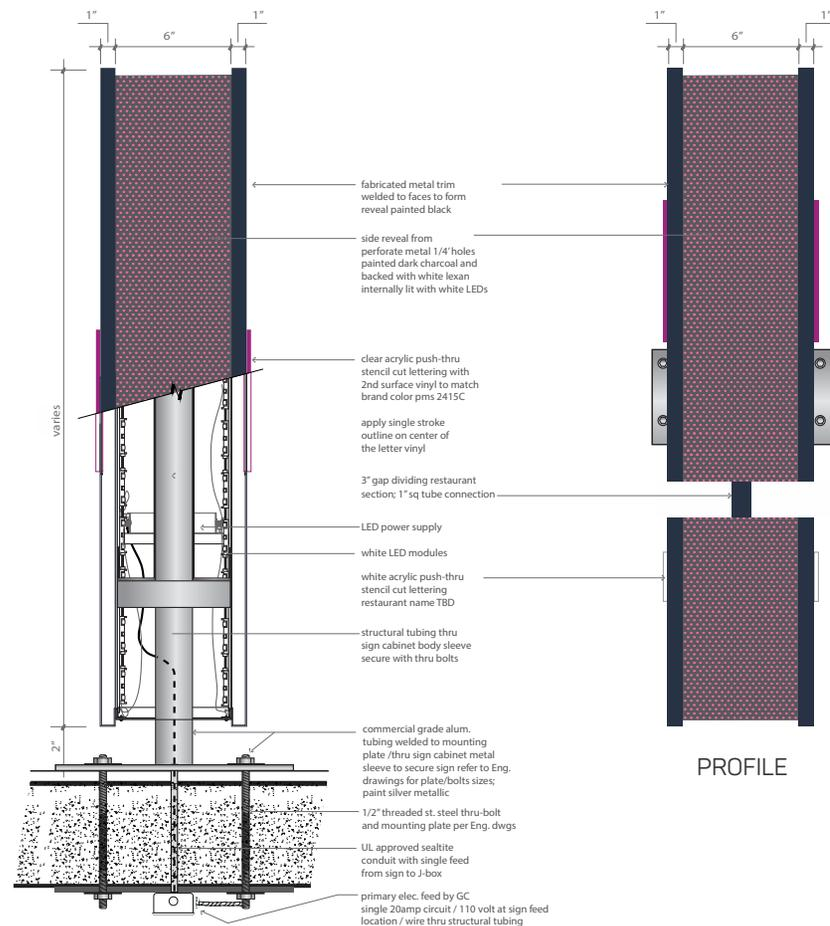 1”
1”
6”
1”
1”
6”
fabricated metal trim
welded to faces to form
reveal painted black
side reveal from
perforate metal 1/4’ holes
painted dark charcoal and
backed with white lexan
internally lit with white LEDs
clear acrylic push-thru
stencil cut lettering with
2nd surface vinyl to match
brand color pms 2415C
apply single stroke
outline on center of
the letter vinyl
varies
3” gap dividing restaurant
section; 1” sq tube connection
LED power supply
white LED modules
white acrylic push-thru
stencil cut lettering
restaurant name TBD
structural tubing thru
sign cabinet body sleeve
secure with thru bolts
2”
commercial grade alum.
tubing welded to mounting
plate /thru sign cabinet metal
sleeve to secure sign refer to Eng.
drawings for plate/bolts sizes;
paint silver metallic
PROFILE
1/2” threaded st. steel thru-bolt
and mounting plate per Eng. dwgs
UL approved sealtite
conduit with single feed
from sign to J-box
primary elec. feed by GC
single 20amp circuit / 110 volt at sign feed
location / wire thru structural tubing